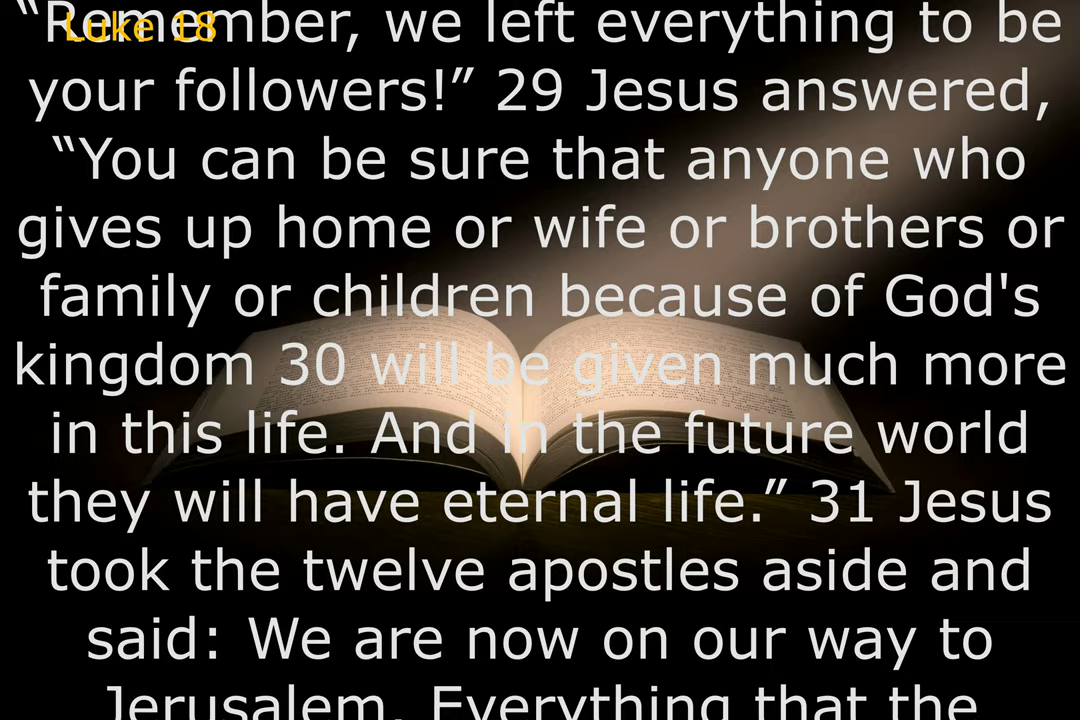 Luke 18
“Remember, we left everything to be
your followers!” 29 Jesus answered,
“You can be sure that anyone who
gives up home or wife or brothers or
family or children because of God's
kingdom 30 will be given much more
in this life. And in the future world
they will have eternal life.” 31 Jesus
took the twelve apostles aside and
said: We are now on our way to
Jerusalem. Everything that the